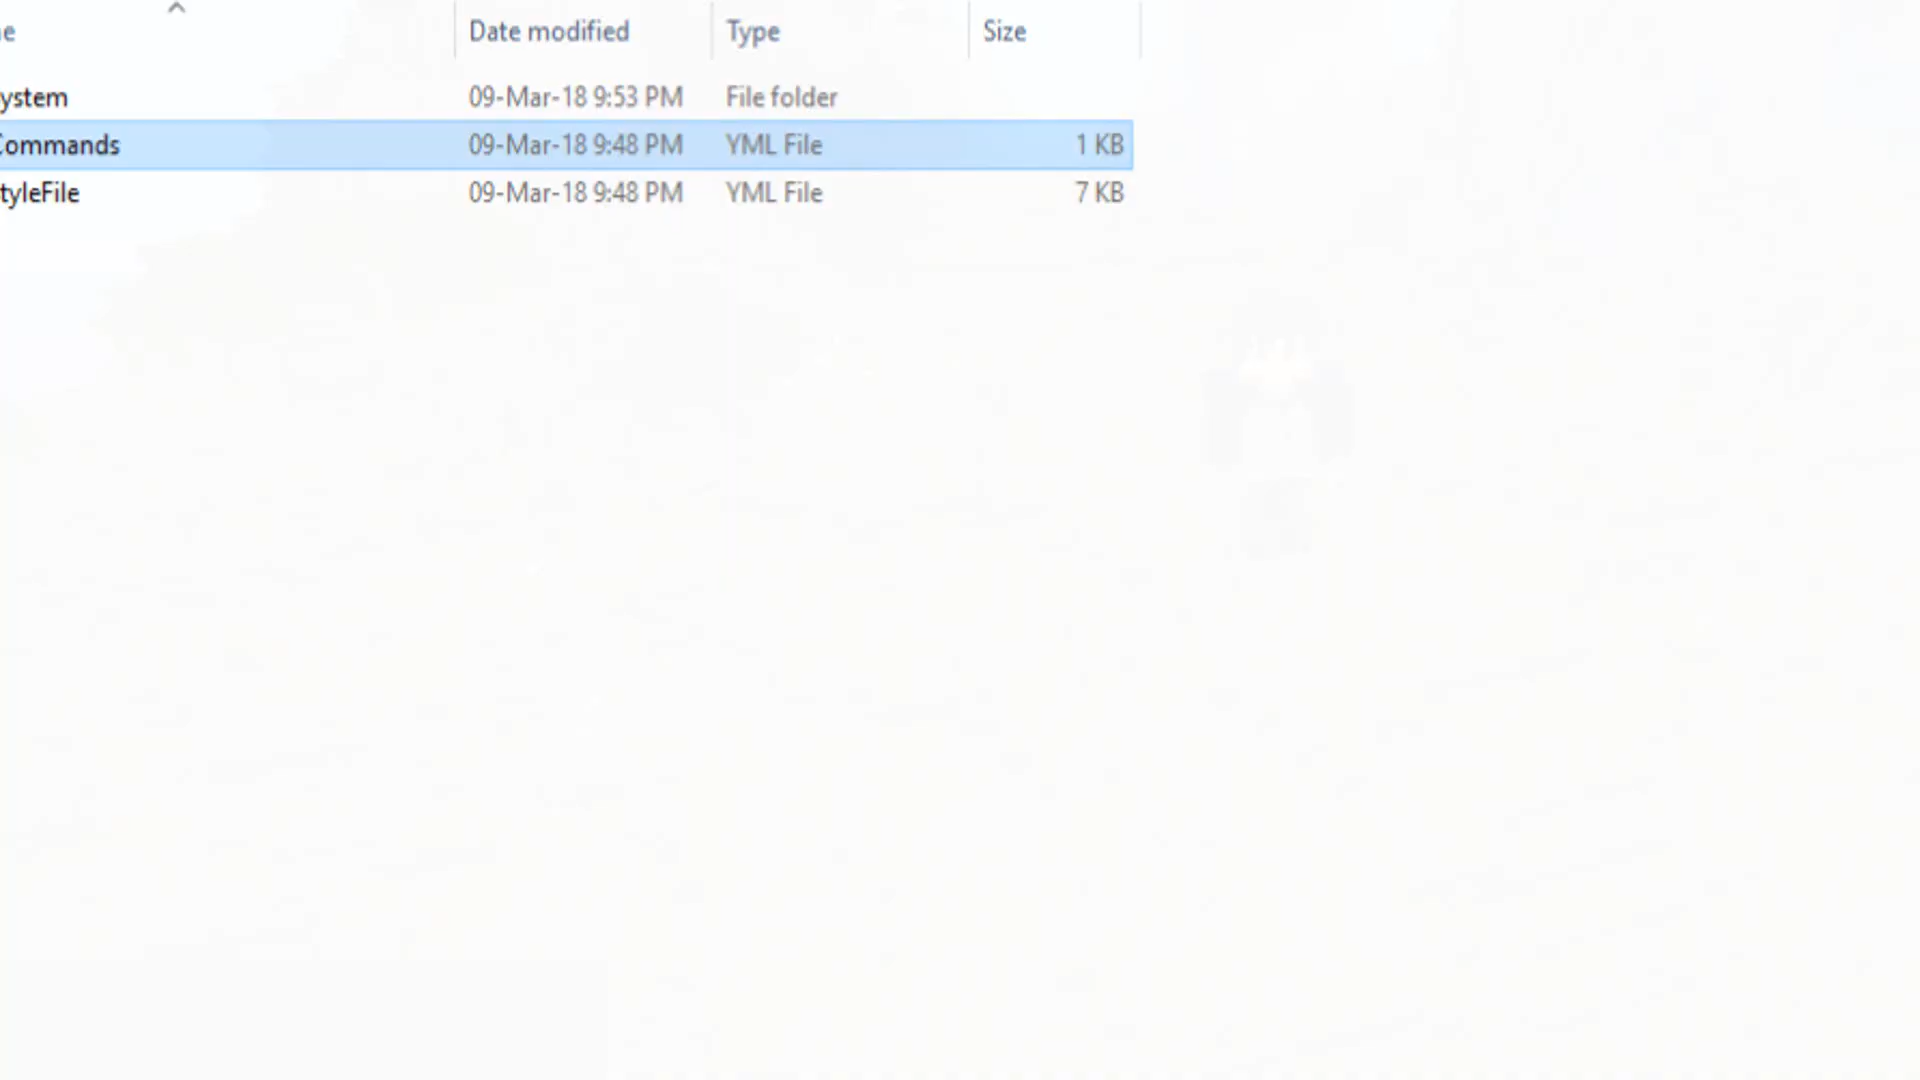 e Date modified Type Size
ystem 09-Mar-18 9:53 PM File folder
Commands 09-Mar-18 9:48 PM YML File 1 KB
tyleFile 09-Mar-18 9:48 PM YML File 7 KB